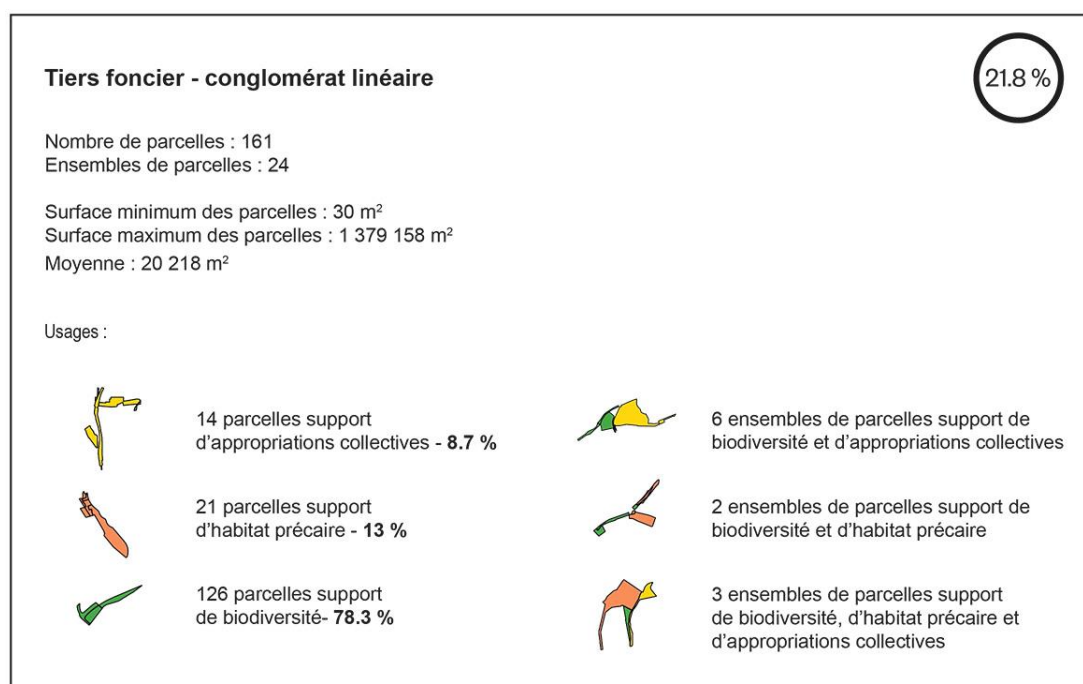 Tiers foncier - conglomérat linéaire
21.8 %
Nombre de parcelles : 161
Ensembles de parcelles : 24
Surface minimum des parcelles : 30 m²
Surface maximum des parcelles : 1 379 158 m²
Moyenne : 20 218 m²
Usages :
14 parcelles support
d'appropriations collectives - 8.7 %
21 parcelles support
d'habitat précaire - 13 %
126 parcelles support
de biodiversité- 78.3 %
6 ensembles de parcelles support de
biodiversité et d'appropriations collectives
2 ensembles de parcelles support de
biodiversité et d'habitat précaire
3 ensembles de parcelles support
de biodiversité, d'habitat précaire et
d'appropriations collectives